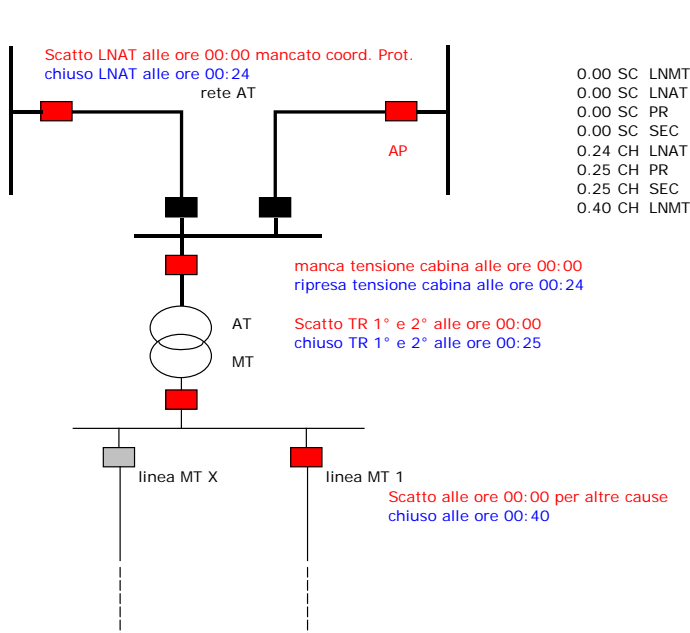 Scatto LNAT alle ore 00:00 mancato coord. Prot.
chiuso LNAT alle ore 00:24
rete AT
AP
0.00 SC LNMT
0.00 SC LNAT
0.00 SC PR
0.00 SC SEC
0.24 CH LNAT
0.25 CH PR
0.25 CH SEC
0.40 CH LNMT
manca tensione cabina alle ore 00:00
ripresa tensione cabina alle ore 00:24
AT
MT
Scatto TR 1° e 2° alle ore 00:00
chiuso TR 1° e 2° alle ore 00:25
linea MT X
linea MT 1
Scatto alle ore 00:00 per altre cause
chiuso alle ore 00:40